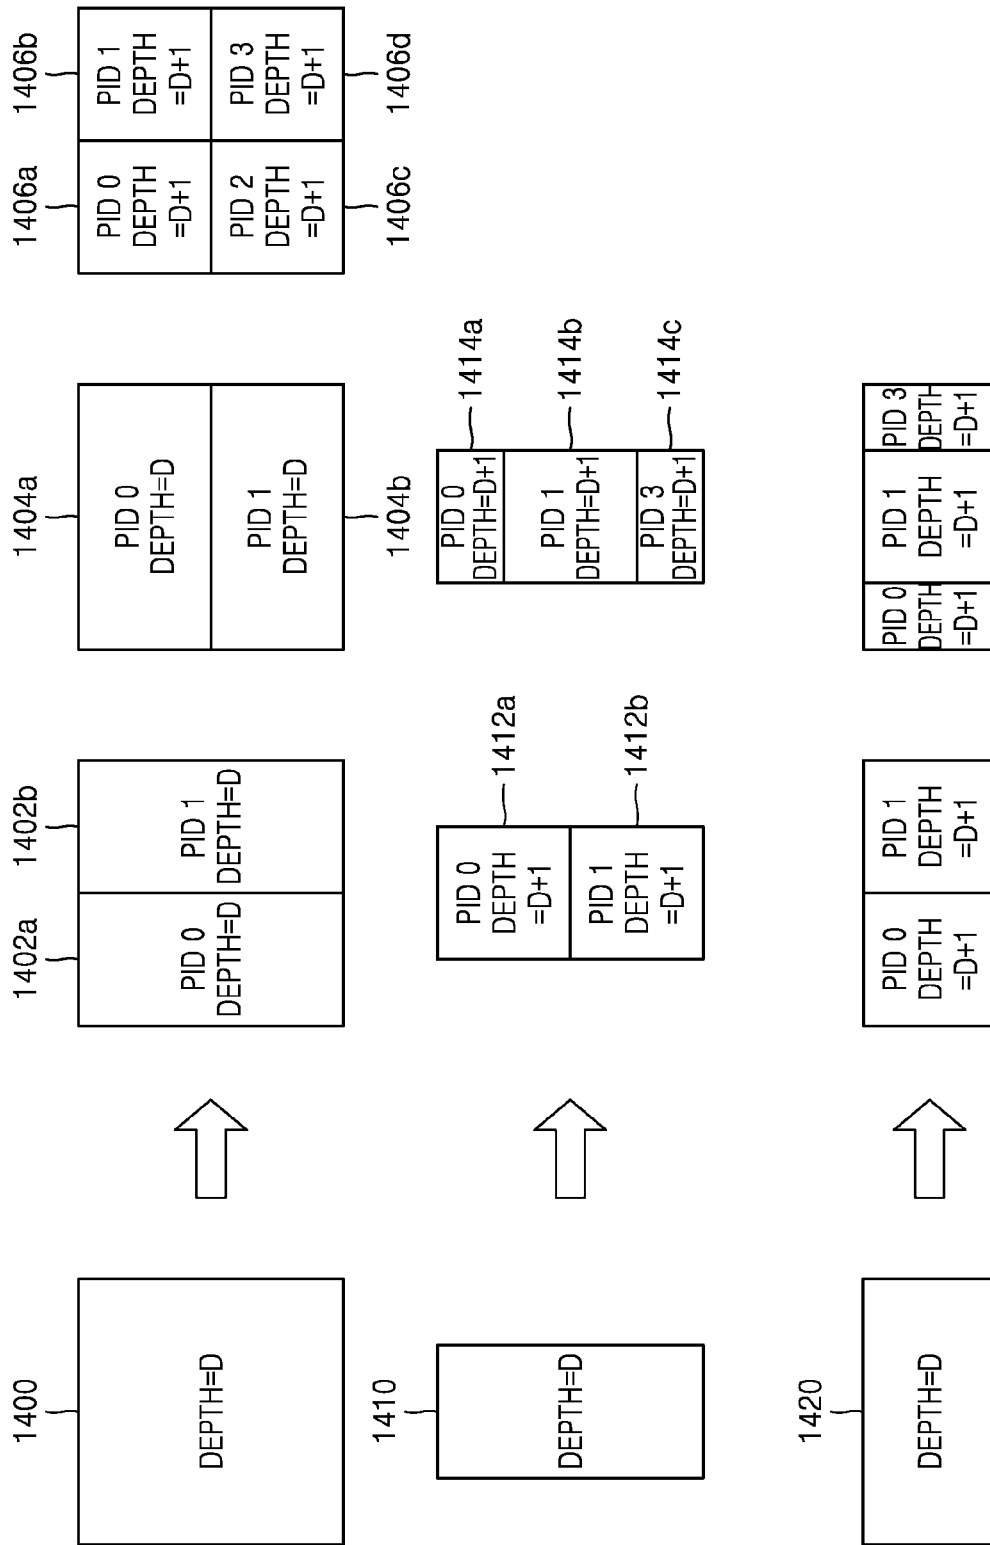 1400
DEPTH=D
1402a
1402b
PID 0
DEPTH=D
PID 1
DEPTH=D
1404a
PID 0
DEPTH=D
PID 1
DEPTH=D
1404b
1406a
1406b
PID 0
DEPTH
=D+1
PID 1
DEPTH
=D+1
PID 2
DEPTH
=D+1
PID 3
DEPTH
=D+1
1406c
1406d
1410
DEPTH=D
PID 0
DEPTH
=D+1
1412a
PID 1
DEPTH
=D+1
1412b
PID 0
DEPTH=D+1
1414a
PID 1
DEPTH=D+1
1414b
PID 3
DEPTH=D+1
1414c
1420
DEPTH=D
PID 0
DEPTH
=D+1
PID 1
DEPTH
=D+1
PID 0
DEPTH
=D+1
PID 1
DEPTH
=D+1
PID 3
DEPTH
=D+1